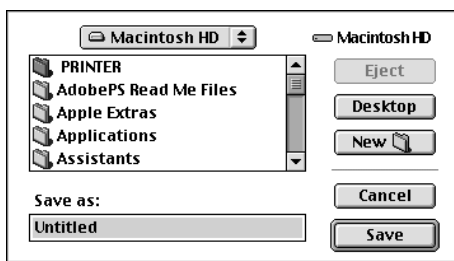 Macintosh HD
Macintosh HD
PRINTER
AdobePS Read Me Files
Apple Extras
Applications
Assistants
Eject
Desktop
New
Save as:
Untitled
Cancel
Save